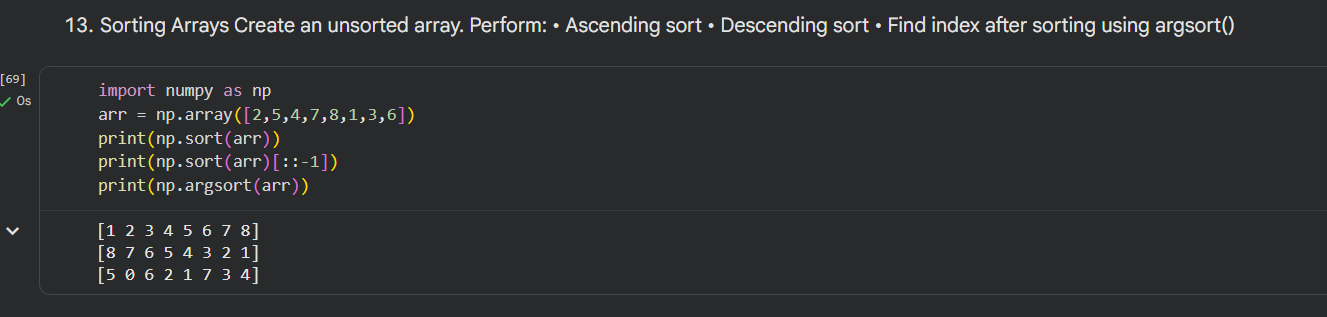 13. Sorting Arrays Create an unsorted array. Perform: • Ascending sort • Descending sort • Find index after sorting using argsort()
[69]
0s
import numpy as np
arr = np.array([2,5,4,7,8,1,3,6])
print(np.sort(arr))
print(np.sort(arr)[::-1])
print(np.argsort(arr))
[1 2 3 4 5 6 7 8]
[8 7 6 5 4 3 2 1]
[5 0 6 2 1 7 3 4]